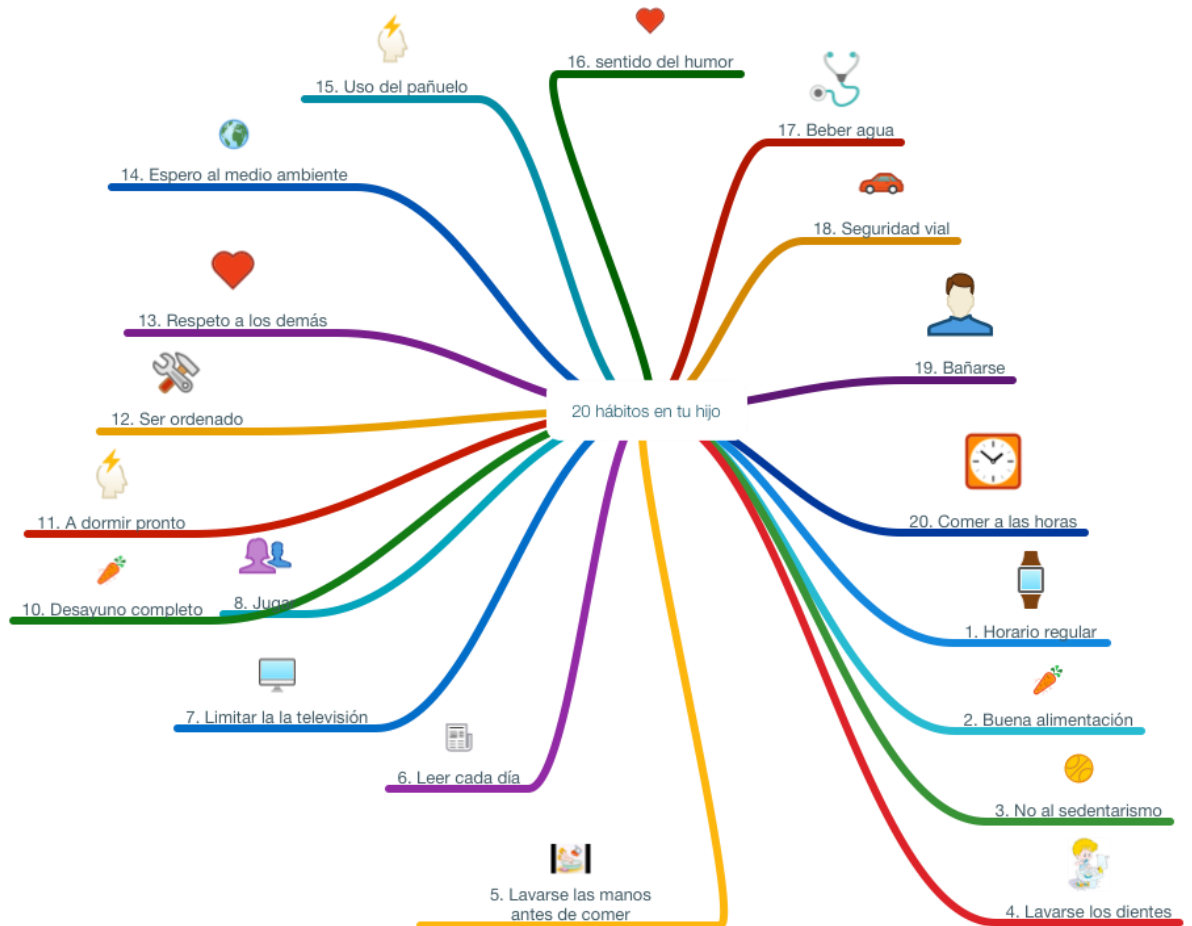 16. sentido del humor
15. Uso del pañuelo
17. Beber agua
14. Espero al medio ambiente
18. Seguridad vial
13. Respeto a los demás
19. Bañarse
20 hábitos en tu hijo
12. Ser ordenado
11. A dormir pronto
20. Comer a las horas
10. Desayuno completo
8. Juga
1. Horario regular
7. Limitar la la televisión
2. Buena alimentación
6. Leer cada día
3. No al sedentarismo
5. Lavarse las manos
antes de comer
4. Lavarse los dientes